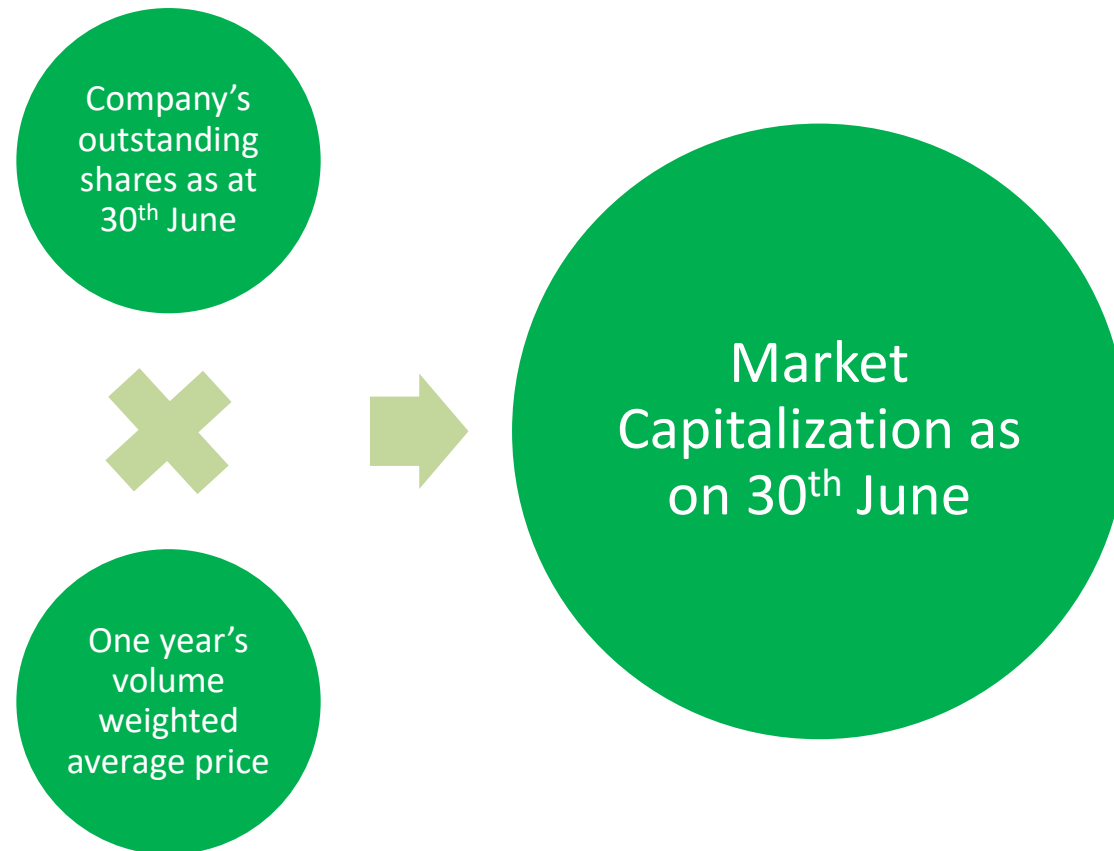 Company’s
outstanding
shares as at
30th June
One year’s
volume
weighted
average price
Market
Capitalization as
on 30th June